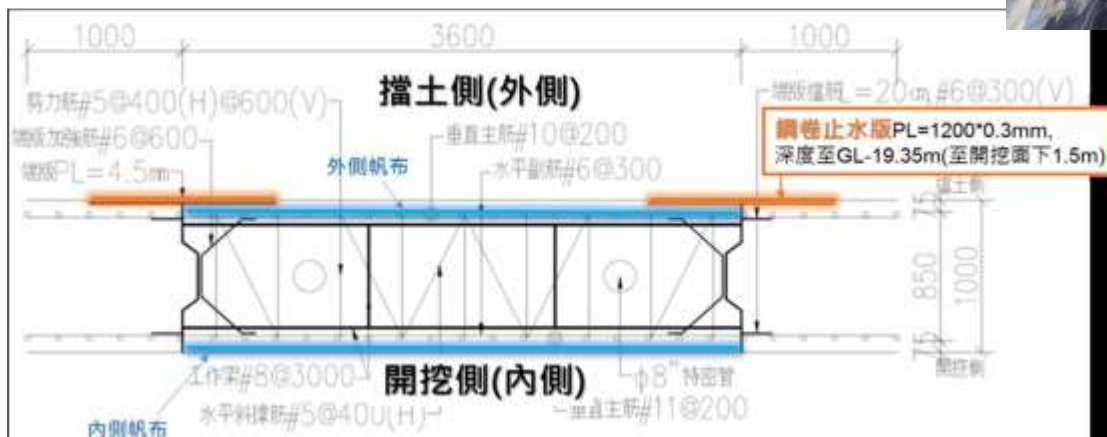 1000 3600 1000
擋土側(外側)
剪力筋#5@400(H)@600(V)
端版擋筋L=20cm,#6@300(V)
端版加強筋#6@600
垂直主筋#10@200
鋼卷止水版PL=1200*0.3mm,
深度至GL-19.35m(至開挖面下1.5m)
外側帆布
水平副筋#6@300
端版PL=4.5mm
擋土側
75
850
1000
75
開挖側
工作架#8@3000
開挖側(內側)
φ8"特密管
水平斜撐筋#5@400(H)
垂直主筋#11@200
內側帆布